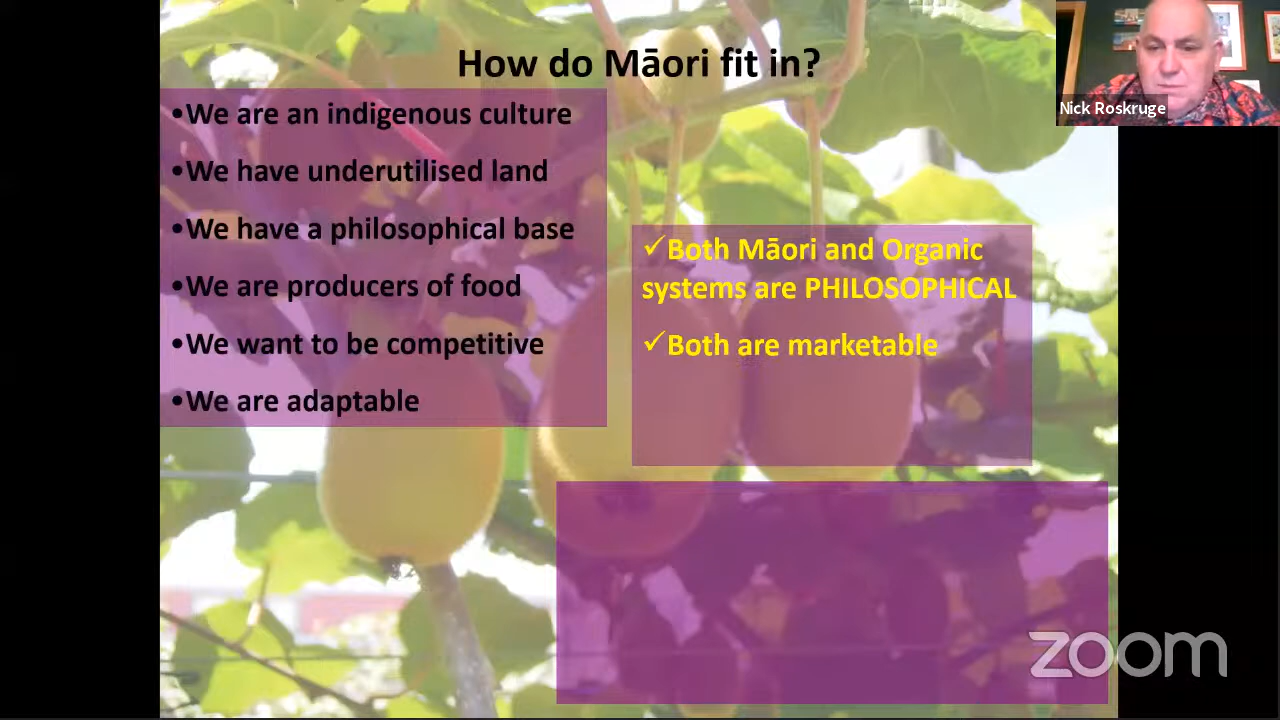 How do Māori fit in?
•We are an indigenous culture
•We have underutilised land
•We have a philosophical base
•We are producers of food
•We want to be competitive
•We are adaptable
✓Both Māori and Organic
systems are PHILOSOPHICAL
✓Both are marketable
Nick Roskruge
zoom